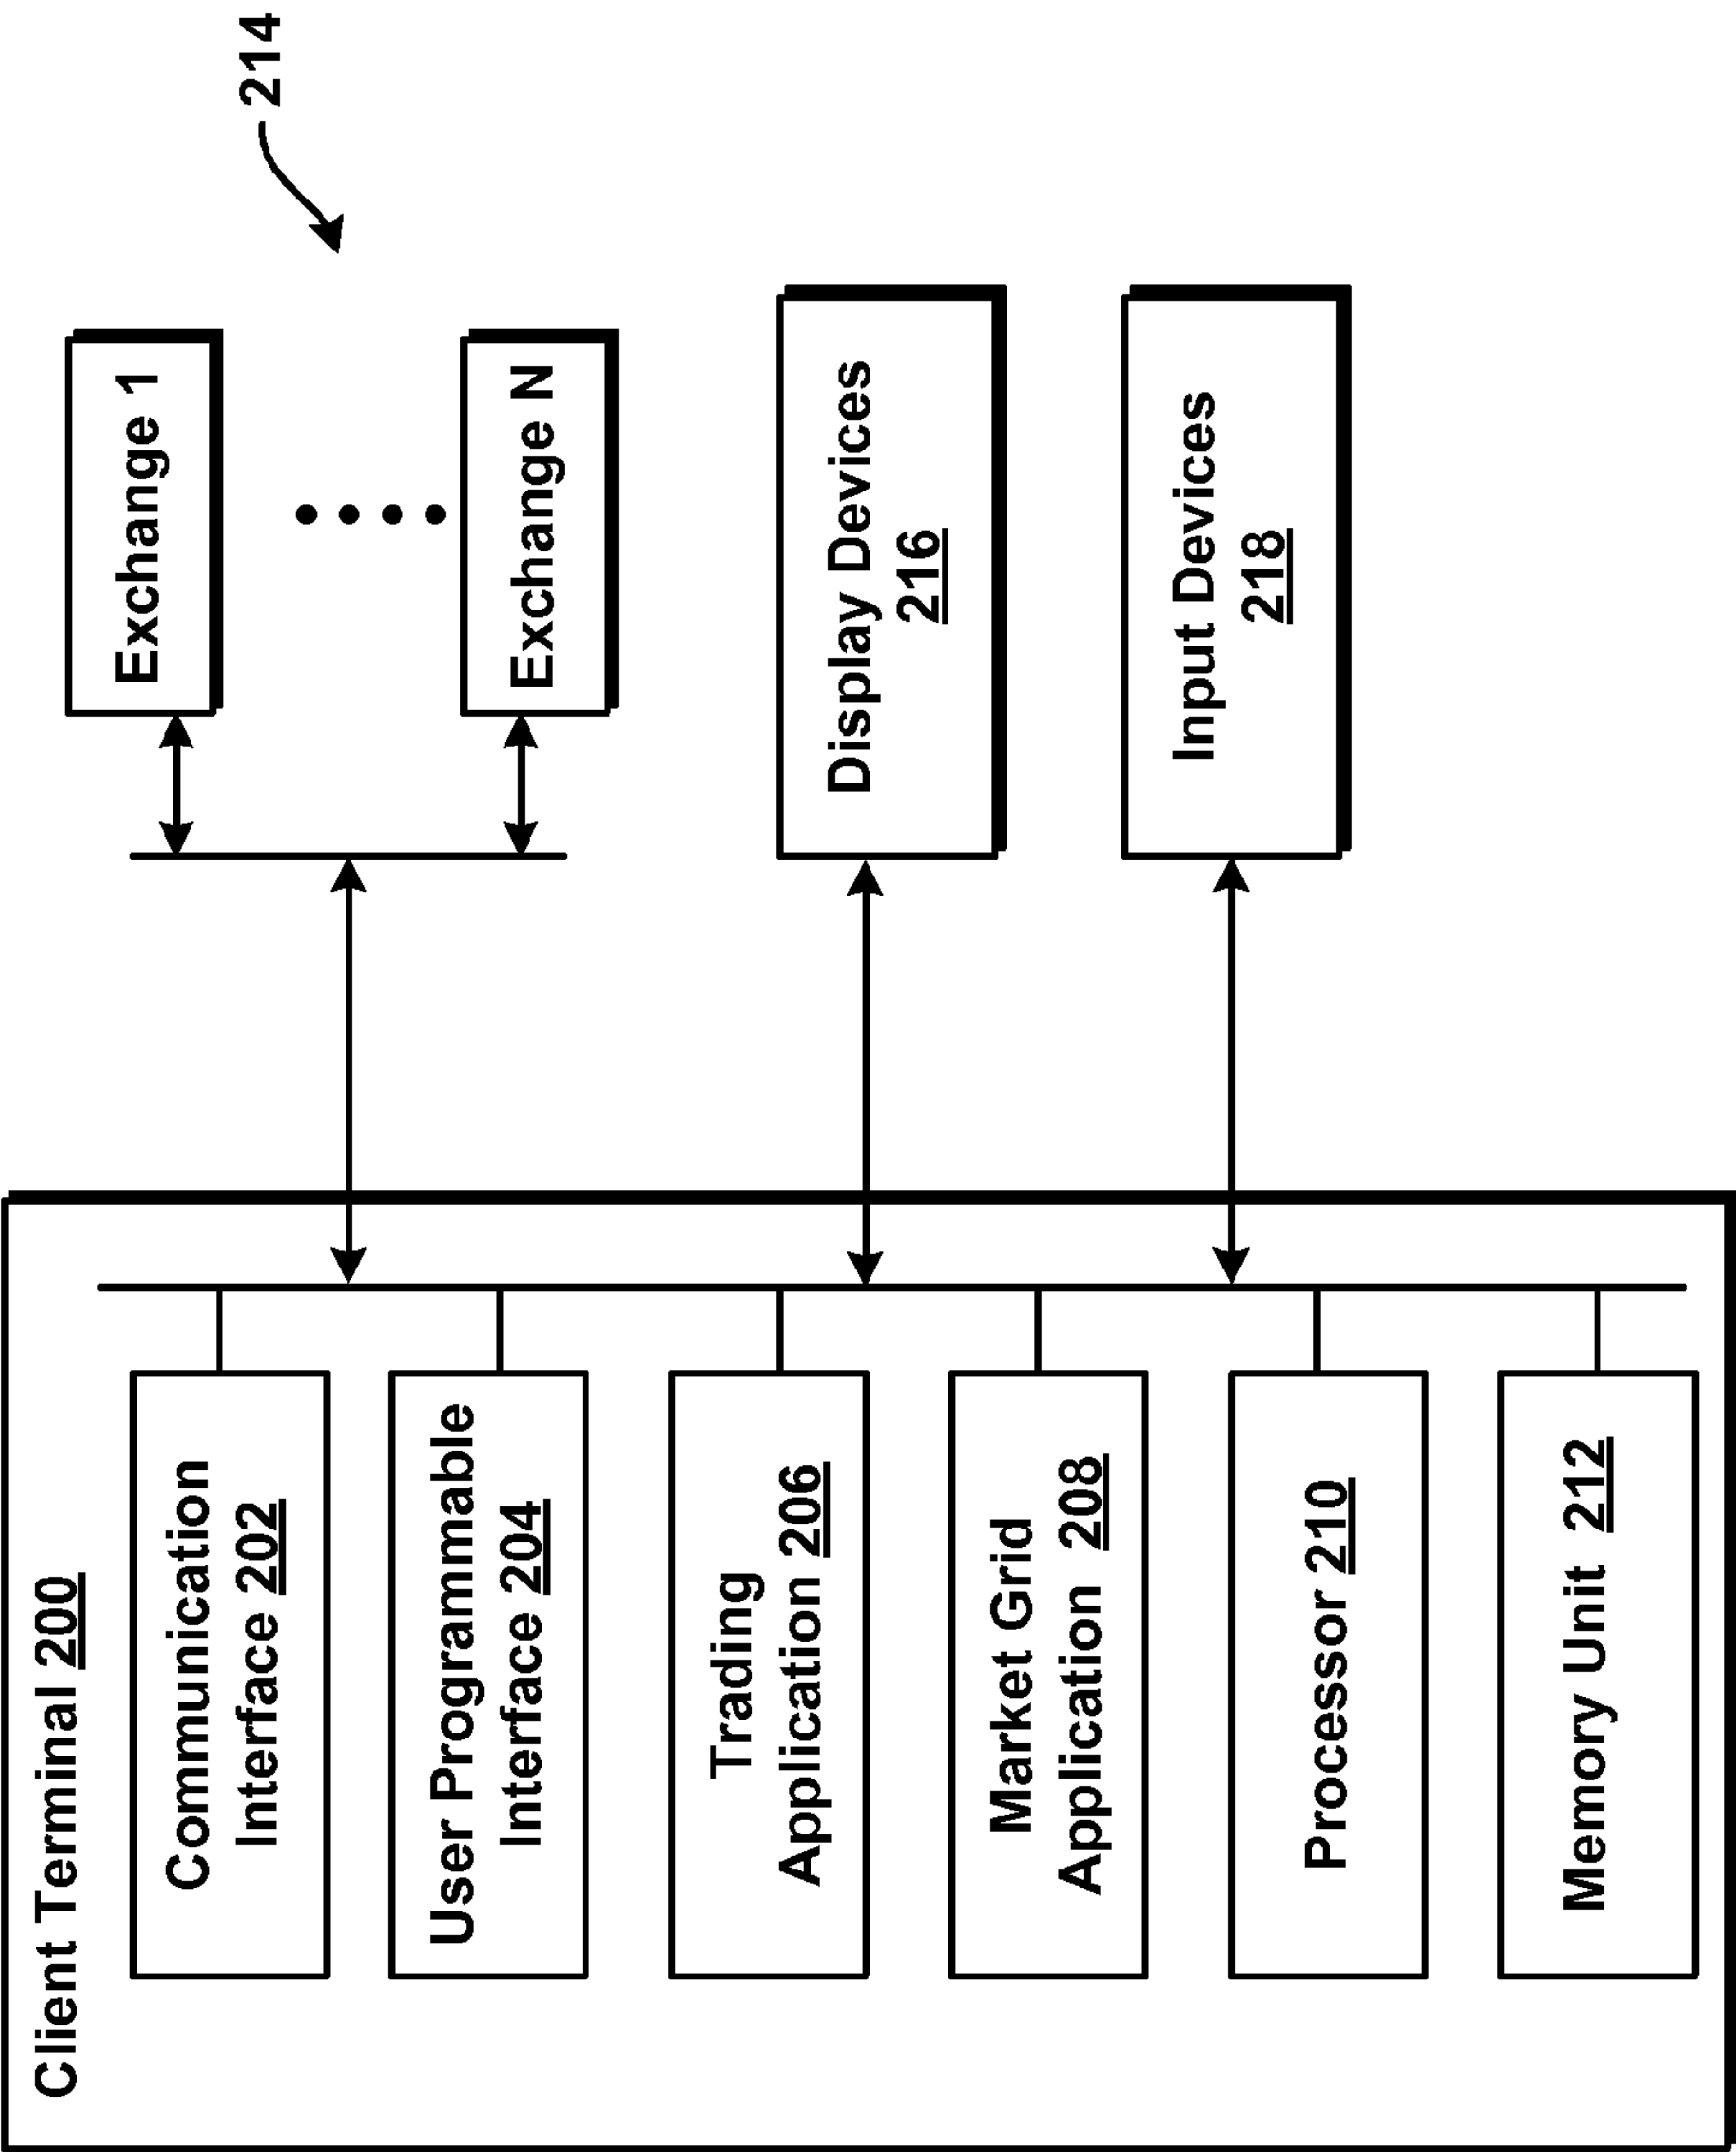 Client Terminal 200
Communication
Interface 202
User Programmable
Interface 204
Trading
Application 206
Market Grid
Application 208
Processor 210
Memory Unit 212
214
Exchange 1
Exchange N
Display Devices
216
Input Devices
218